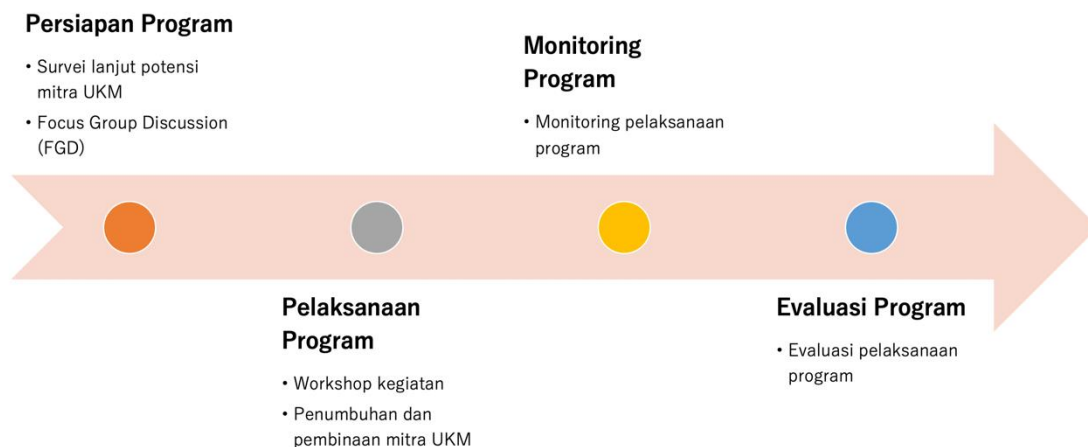 Persiapan Program
• Survei lanjut potensi
mitra UKM
• Focus Group Discussion
(FGD)
Pelaksanaan
Program
• Workshop kegiatan
• Penumbuhan dan
pembinaan mitra UKM
Monitoring
Program
• Monitoring pelaksanaan
program
Evaluasi Program
• Evaluasi pelaksanaan
program